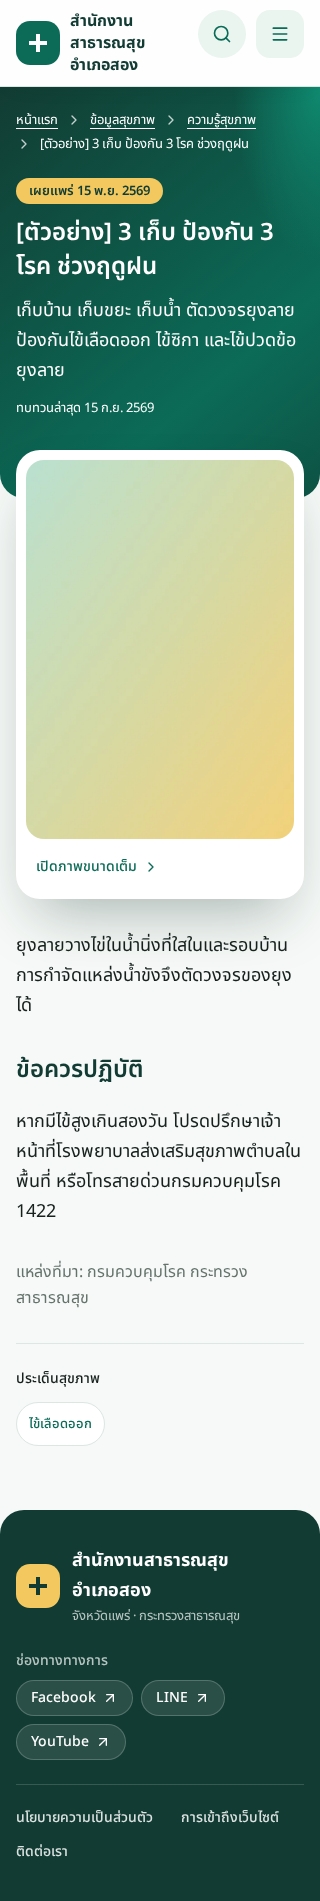 สำนักงาน
สาธารณสุข
อำเภอสอง
หน้าแรก > ข้อมูลสุขภาพ > ความรู้สุขภาพ
> [ตัวอย่าง] 3 เก็บ ป้องกัน 3 โรค ช่วงฤดูฝน
เผยแพร่ 15 พ.ย. 2569
[ตัวอย่าง] 3 เก็บ ป้องกัน 3
โรค ช่วงฤดูฝน
เก็บบ้าน เก็บขยะ เก็บน้ำ ตัดวงจรยุงลาย
ป้องกันไข้เลือดออก ไข้ซิกา และไข้ปวดข้อ
ยุงลาย
ทบทวนล่าสุด 15 ก.ย. 2569
เปิดภาพขนาดเต็ม
ยุงลายวางไข่ในน้ำนิ่งที่ใสในและรอบบ้าน
การกำจัดแหล่งน้ำขังจึงตัดวงจรของยุง
ได้
ข้อควรปฏิบัติ
หากมีไข้สูงเกินสองวัน โปรดปรึกษาเจ้า
หน้าที่โรงพยาบาลส่งเสริมสุขภาพตำบลใน
พื้นที่ หรือโทรสายด่วนกรมควบคุมโรค
1422
แหล่งที่มา: กรมควบคุมโรค กระทรวง
สาธารณสุข
ประเด็นสุขภาพ
ไข้เลือดออก
สำนักงานสาธารณสุข
อำเภอสอง
จังหวัดแพร่ · กระทรวงสาธารณสุข
ช่องทางทางการ
Facebook LINE
YouTube
นโยบายความเป็นส่วนตัว การเข้าถึงเว็บไซต์
ติดต่อเรา